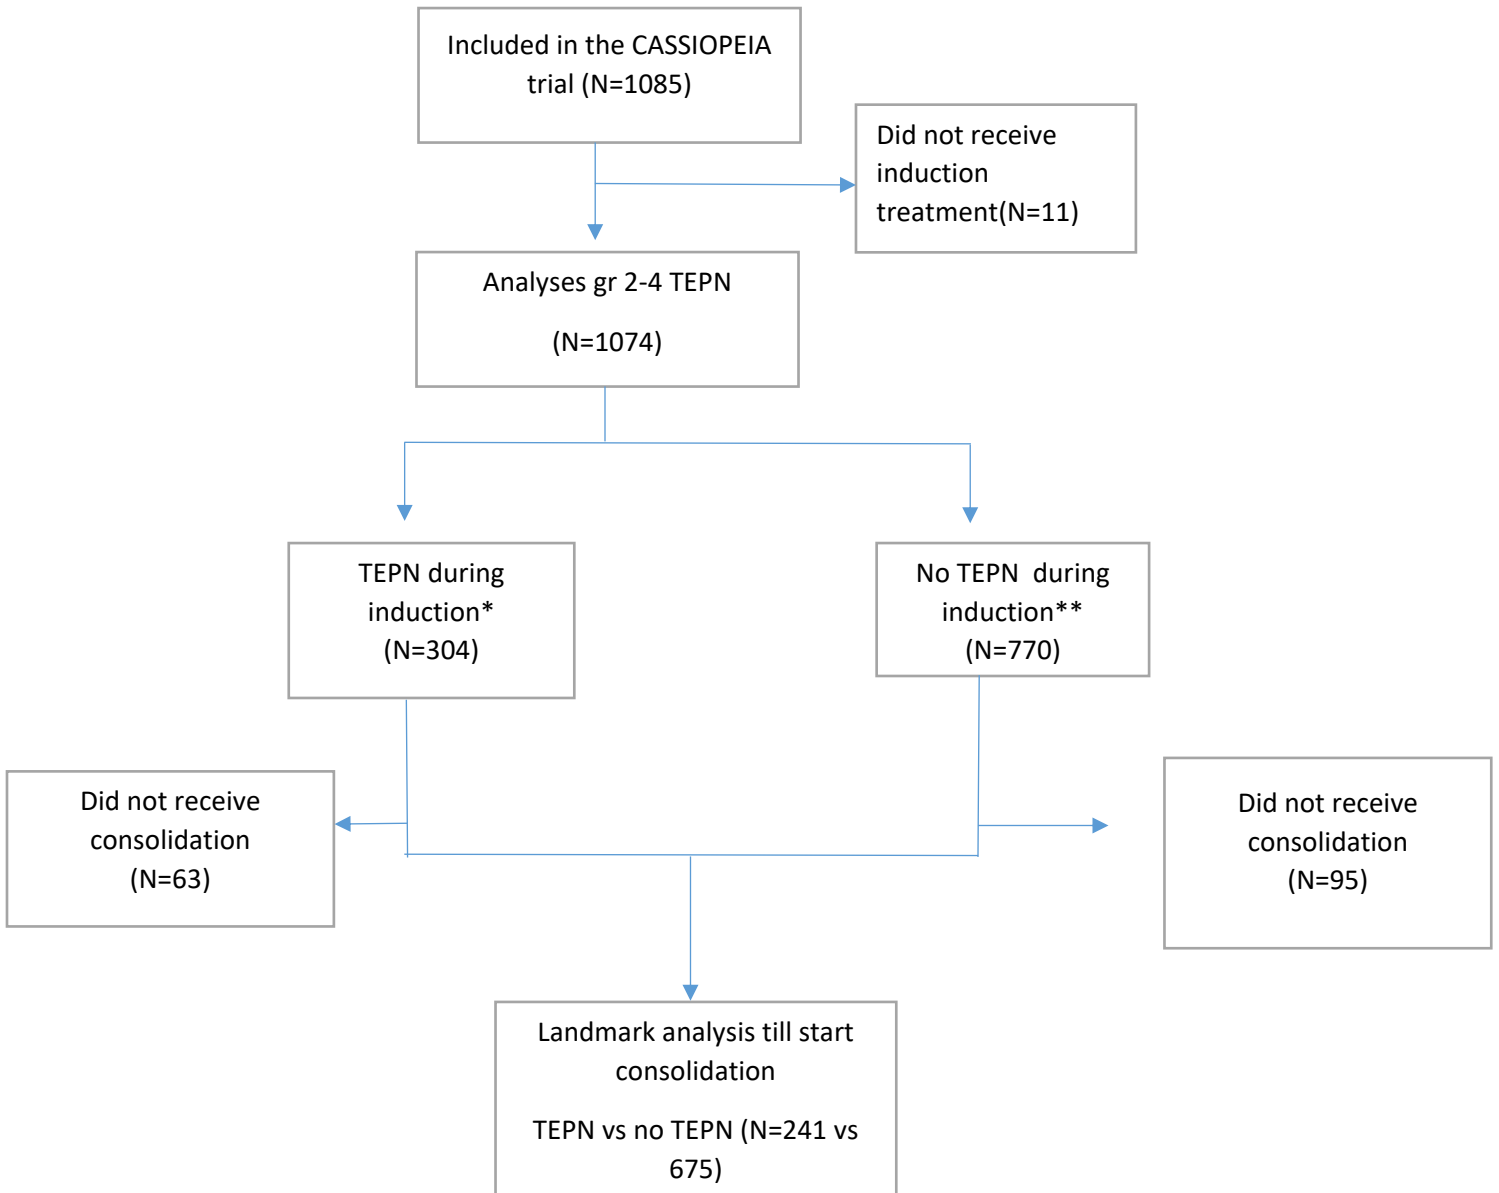 Included in the CASSIOPEIA
trial (N=1085)
Did not receive
induction
treatment(N=11)
Analyses gr 2-4 TEPN
(N=1074)
TEPN during
induction*
(N=304)
No TEPN  during
induction**
(N=770)
Did not receive
consolidation
(N=63)
Did not receive
consolidation
(N=95)
Landmark analysis till start
consolidation
TEPN vs no TEPN (N=241 vs
675)